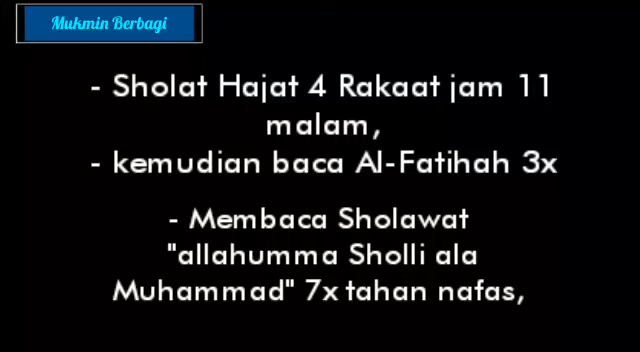 Mukmin Berbagi
- Sholat Hajat 4 Rakaat jam 11
malam,
- kemudian baca Al-Fatihah 3x
- Membaca Sholawat
"allahumma Sholli ala
Muhammad" 7x tahan nafas,